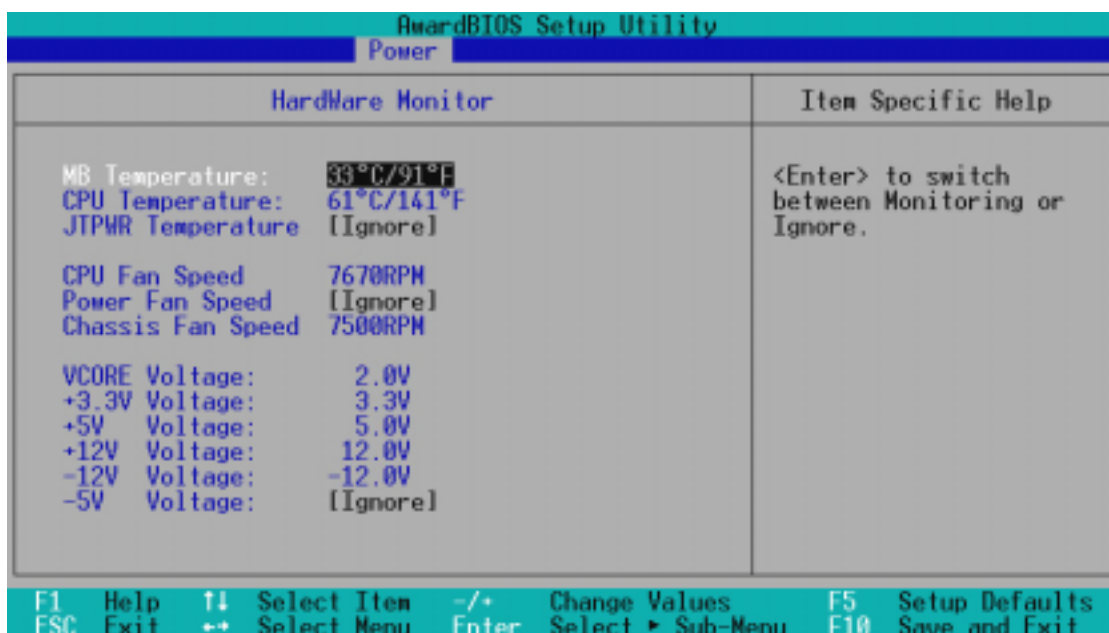 AwardBIOS Setup Utility
Power
HardWare Monitor
Item Specific Help
MB Temperature: 33°C/91°F
CPU Temperature: 61°C/141°F
JTPWR Temperature [Ignore]
CPU Fan Speed 7670RPM
Power Fan Speed [Ignore]
Chassis Fan Speed 7500RPM
VCORE Voltage: 2.0V
+3.3V Voltage: 3.3V
+5V Voltage: 5.0V
+12V Voltage: 12.0V
-12V Voltage: -12.0V
-5V Voltage: [Ignore]
<Enter> to switch
between Monitoring or
Ignore.
F1 Help ↑↓ Select Item -/+ Change Values F5 Setup Defaults
ESC Exit ←→ Select Menu Enter Select ► Sub-Menu F10 Save and Exit